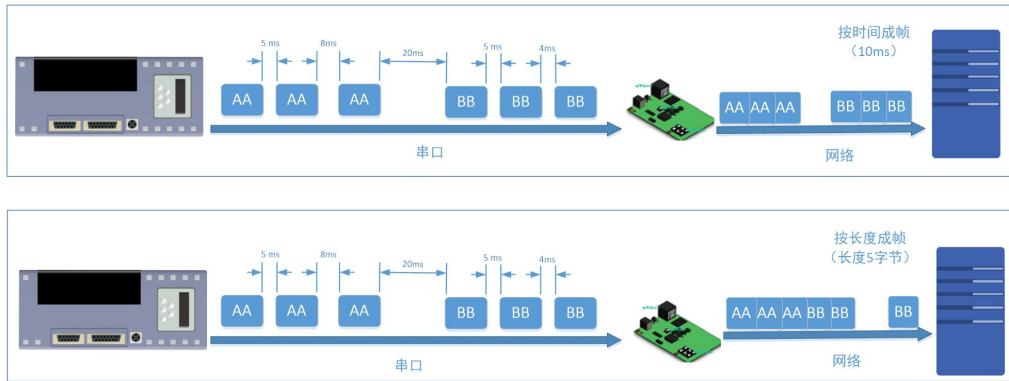 5 ms 8ms 20ms 5 ms 4ms
AA AA AA BB BB BB
串口
按时间成帧
（10ms）
AA AA AA BB BB BB
网络
5 ms 8ms 20ms 5 ms 4ms
AA AA AA BB BB BB
串口
按长度成帧
（长度5字节）
AA AA AA BB BB BB
网络